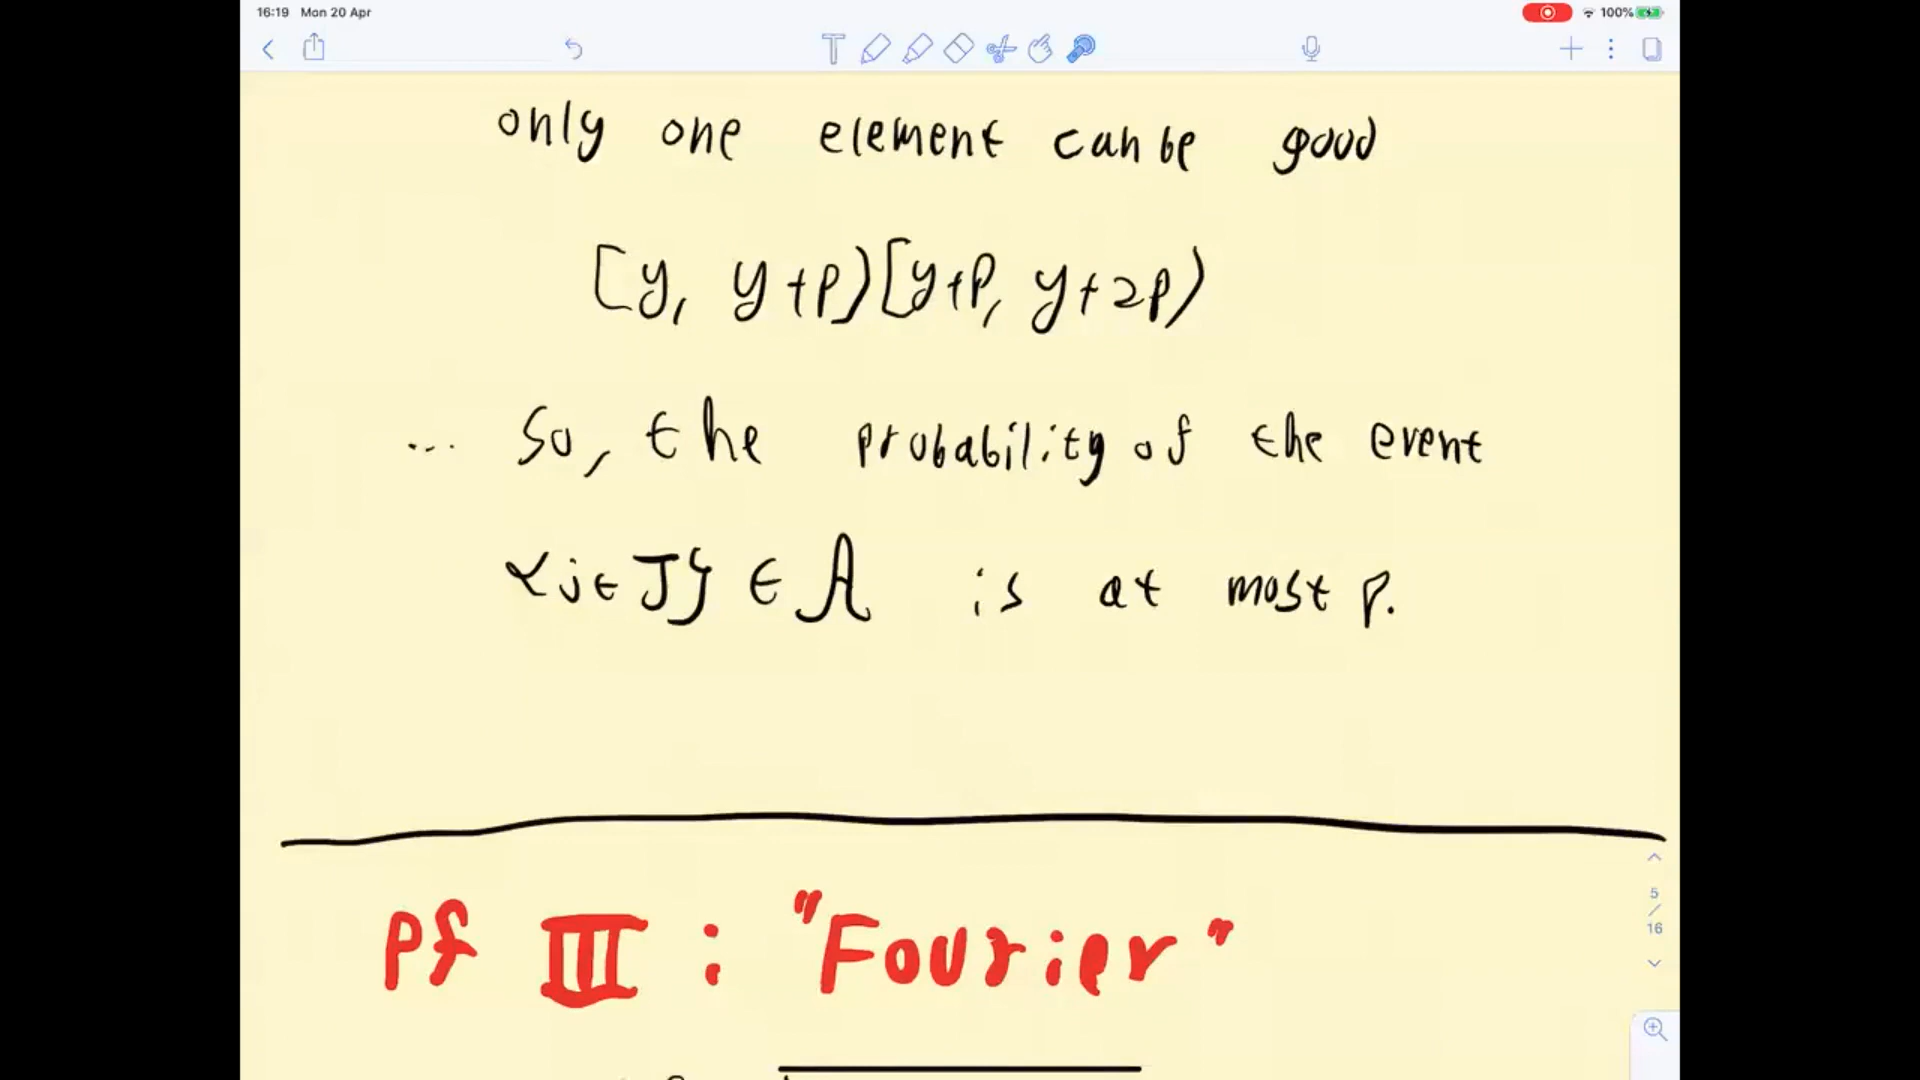 16:19 Mon 20 Apr 100%
only one element can be good
[y, y+p)[y+p, y+2p)
... So, the probability of the event
{j∈J} ∈ A is at most p.
pf III : "Fourier"
5
/
16